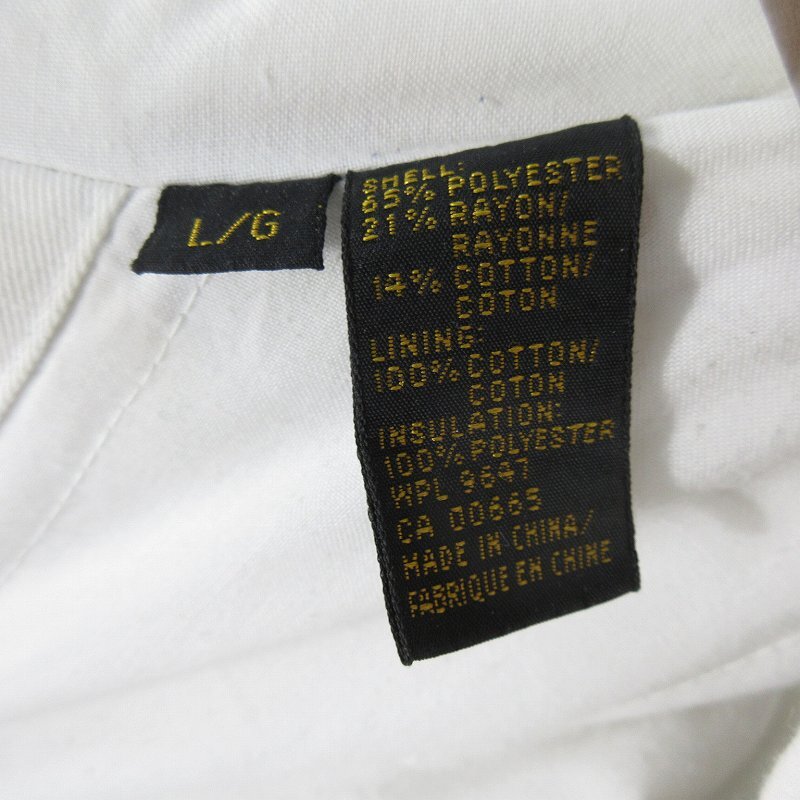 L/G
SHELL:
65% POLYESTER
21% RAYON/
RAYONNE
14% COTTON/
COTON
LINING:
100% COTTON/
COTON
INSULATION:
100% POLYESTER
WPL 9647
CA 00665
MADE IN CHINA/
FABRIQUE EN CHINE